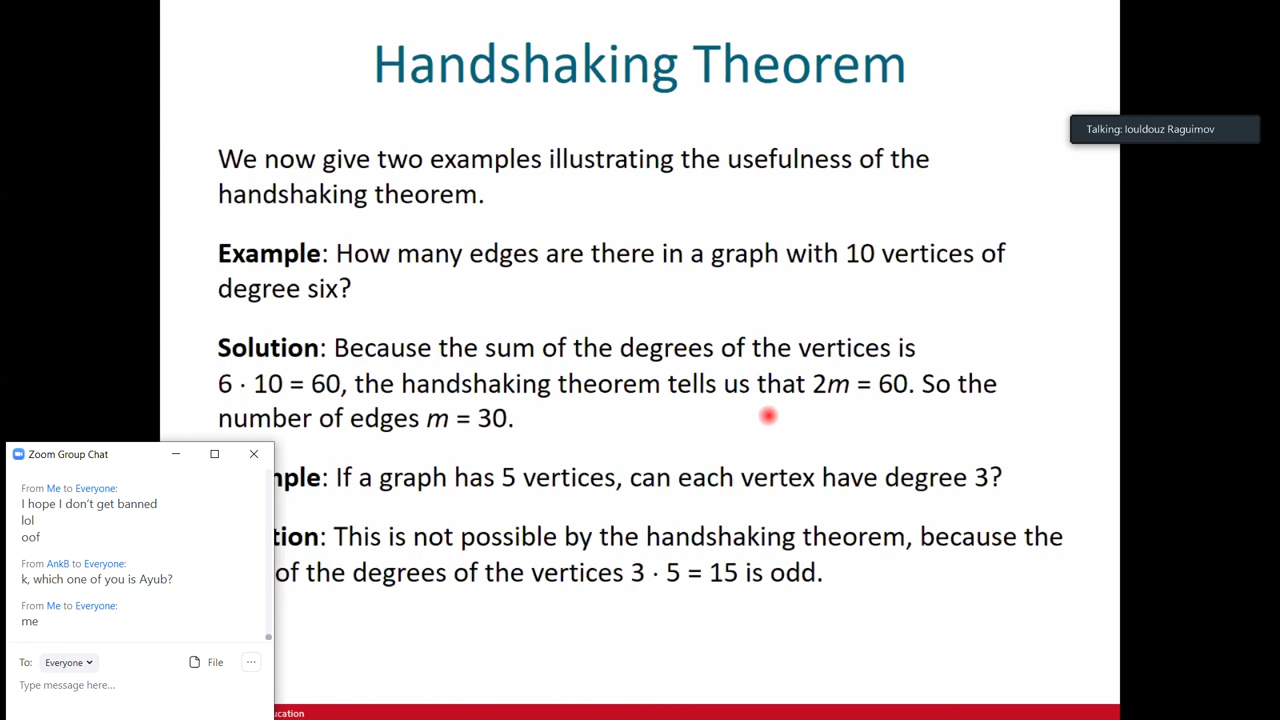 Handshaking Theorem
Talking: Iouldouz Raguimov
We now give two examples illustrating the usefulness of the
handshaking theorem.
Example: How many edges are there in a graph with 10 vertices of
degree six?
Solution: Because the sum of the degrees of the vertices is
6 · 10 = 60, the handshaking theorem tells us that 2m = 60. So the
number of edges m = 30.
nple: If a graph has 5 vertices, can each vertex have degree 3?
tion: This is not possible by the handshaking theorem, because the
of the degrees of the vertices 3 · 5 = 15 is odd.
Zoom Group Chat
From Me to Everyone:
I hope I don't get banned
lol
oof
From AnkB to Everyone:
k, which one of you is Ayub?
From Me to Everyone:
me
To: Everyone File ...
Type message here...
ucation